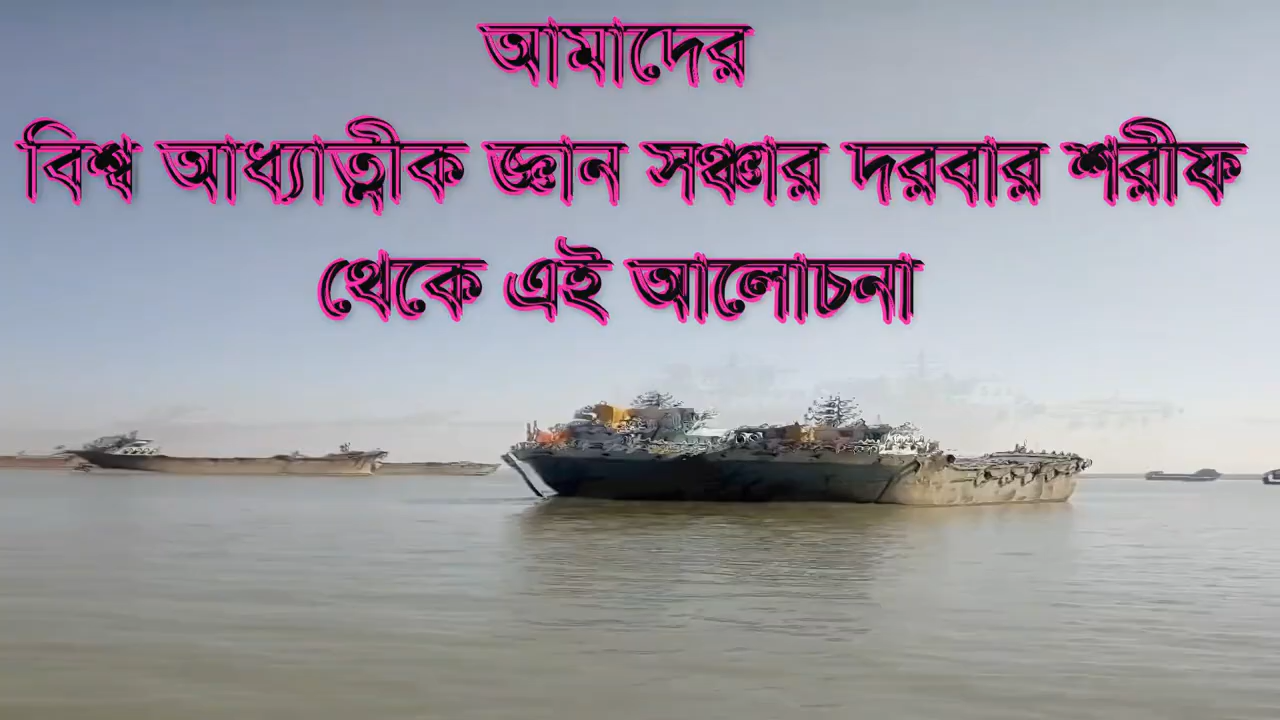 আমাদের
বিশ্ব আধ্যাত্নীক জ্ঞান সঞ্চার দরবার শরীফ
থেকে এই আলোচনা